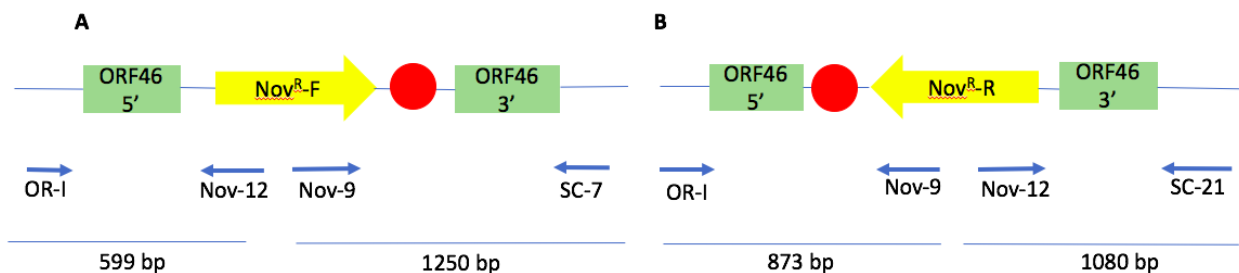 A
B
ORF46
5’
Novᴿ-F
ORF46
3’
ORF46
5’
Novᴿ-R
ORF46
3’
OR-I
Nov-12
Nov-9
SC-7
OR-I
Nov-9
Nov-12
SC-21
599 bp
1250 bp
873 bp
1080 bp